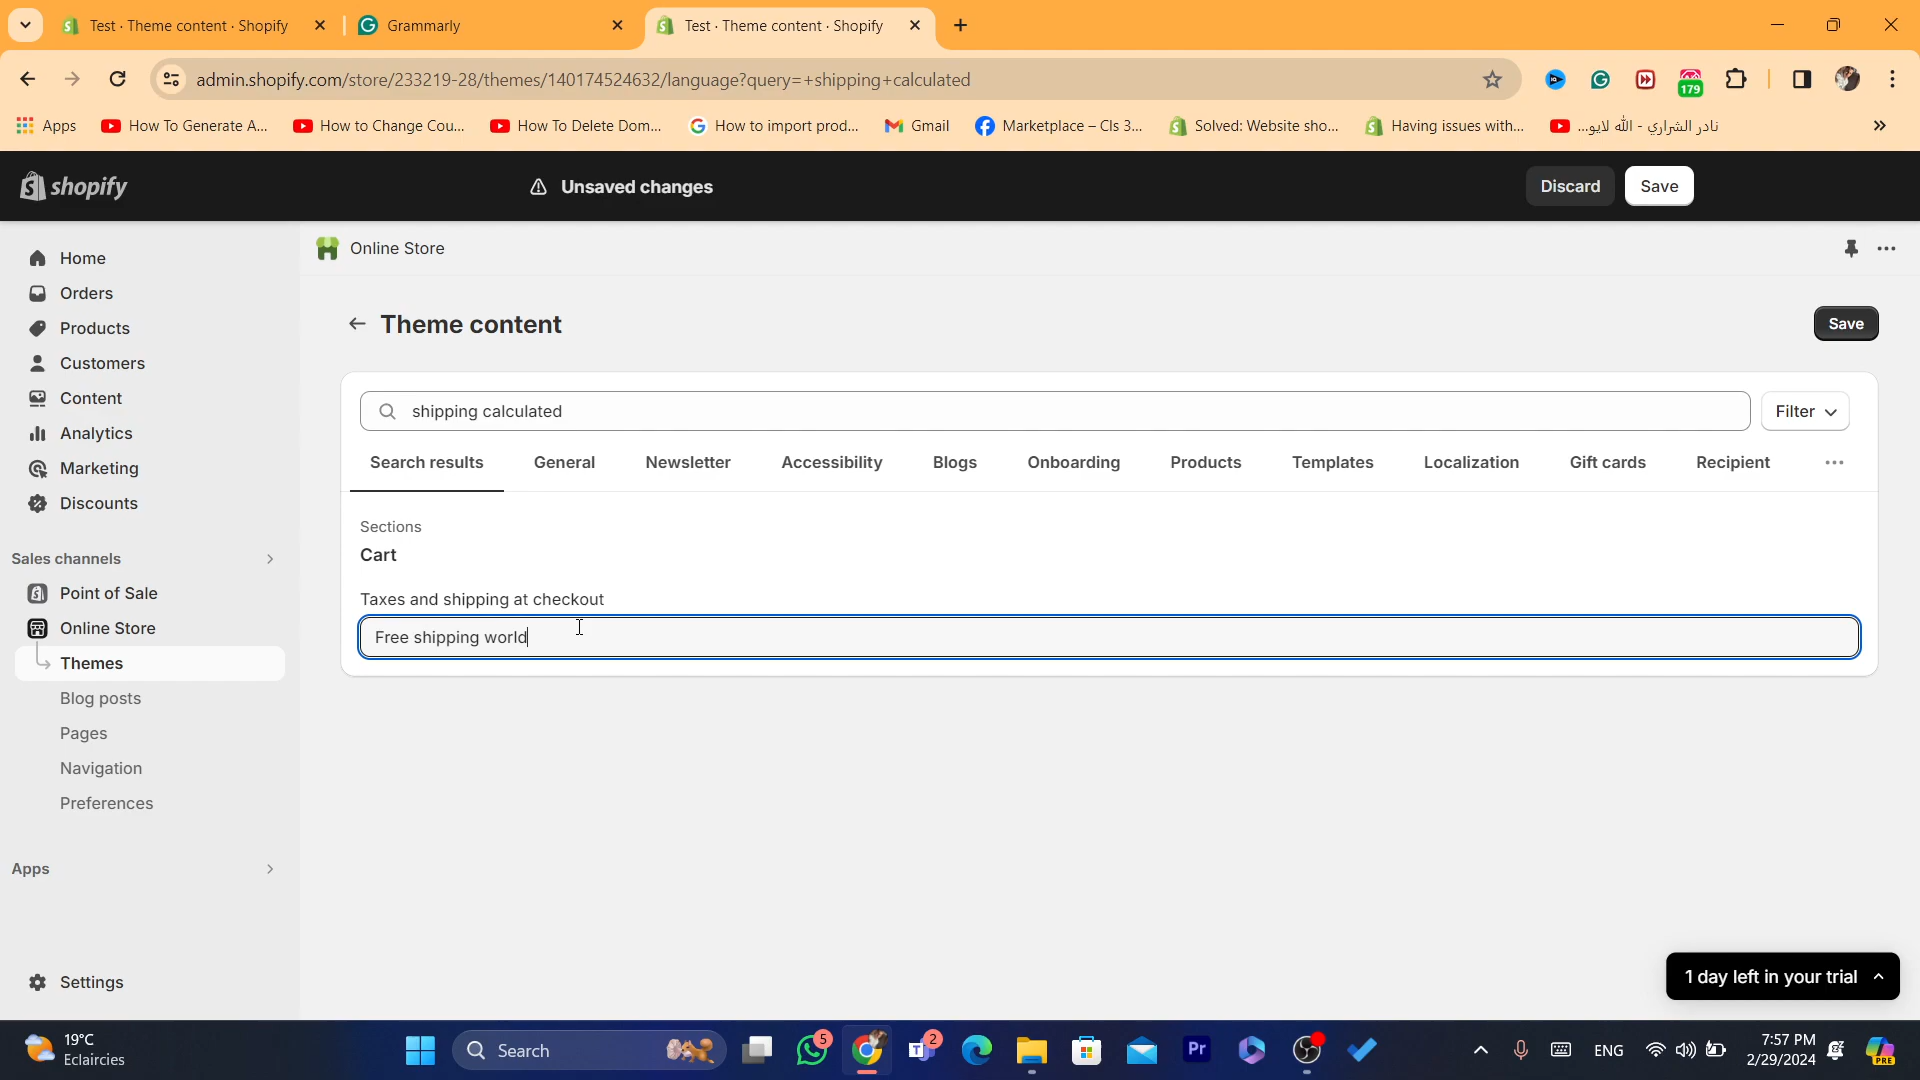 Test · Theme content · Shopify
Grammarly
Test · Theme content · Shopify
admin.shopify.com/store/233219-28/themes/140174524632/language?query=+shipping+calculated
179
Apps
How To Generate A...
How to Change Cou...
How To Delete Dom...
How to import prod...
Gmail
Marketplace – Cls 3...
Solved: Website sho...
Having issues with...
نادر الشراري - الله لايو...
shopify
Unsaved changes
Discard
Save
Home
Orders
Products
Customers
Content
Analytics
Marketing
Discounts
Sales channels
Point of Sale
Online Store
Themes
Blog posts
Pages
Navigation
Preferences
Apps
Settings
Online Store
Theme content
Save
shipping calculated
Filter
Search results
General
Newsletter
Accessibility
Blogs
Onboarding
Products
Templates
Localization
Gift cards
Recipient
Sections
Cart
Taxes and shipping at checkout
Free shipping world
1 day left in your trial
19°C
Eclaircies
Search
5
2
Pr
ENG
7:57 PM
2/29/2024
PRE